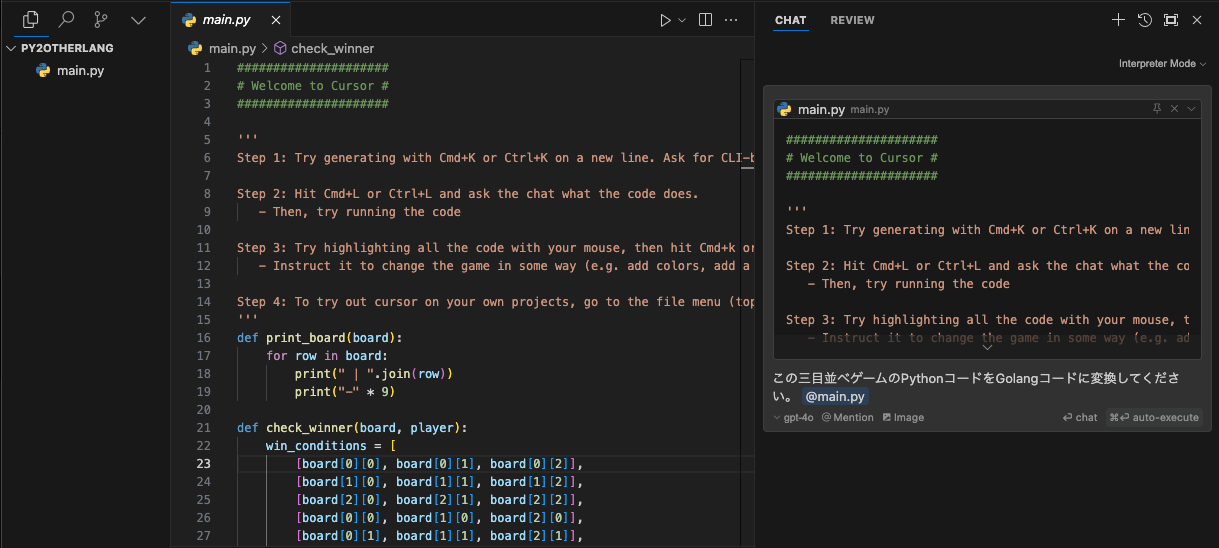 PY2OTHERLANG
main.py
main.py
main.py > check_winner
1 #####################
2 # Welcome to Cursor #
3 #####################
4
5 '''
6 Step 1: Try generating with Cmd+K or Ctrl+K on a new line. Ask for CLI-b
7
8 Step 2: Hit Cmd+L or Ctrl+L and ask the chat what the code does.
9 - Then, try running the code
10
11 Step 3: Try highlighting all the code with your mouse, then hit Cmd+k or
12 - Instruct it to change the game in some way (e.g. add colors, add a
13
14 Step 4: To try out cursor on your own projects, go to the file menu (top
15 '''
16 def print_board(board):
17 for row in board:
18 print(" | ".join(row))
19 print("-" * 9)
20
21 def check_winner(board, player):
22 win_conditions = [
23 [board[0][0], board[0][1], board[0][2]],
24 [board[1][0], board[1][1], board[1][2]],
25 [board[2][0], board[2][1], board[2][2]],
26 [board[0][0], board[1][0], board[2][0]],
27 [board[0][1], board[1][1], board[2][1]],
CHAT REVIEW
Interpreter Mode
main.py main.py
#####################
# Welcome to Cursor #
#####################
'''
Step 1: Try generating with Cmd+K or Ctrl+K on a new lin
Step 2: Hit Cmd+L or Ctrl+L and ask the chat what the co
- Then, try running the code
Step 3: Try highlighting all the code with your mouse, t
- Instruct it to change the game in some way (e.g. ad
この三目並べゲームのPythonコードをGolangコードに変換してくださ
い。 @main.py
gpt-4o @ Mention Image chat ⌘⏎ auto-execute